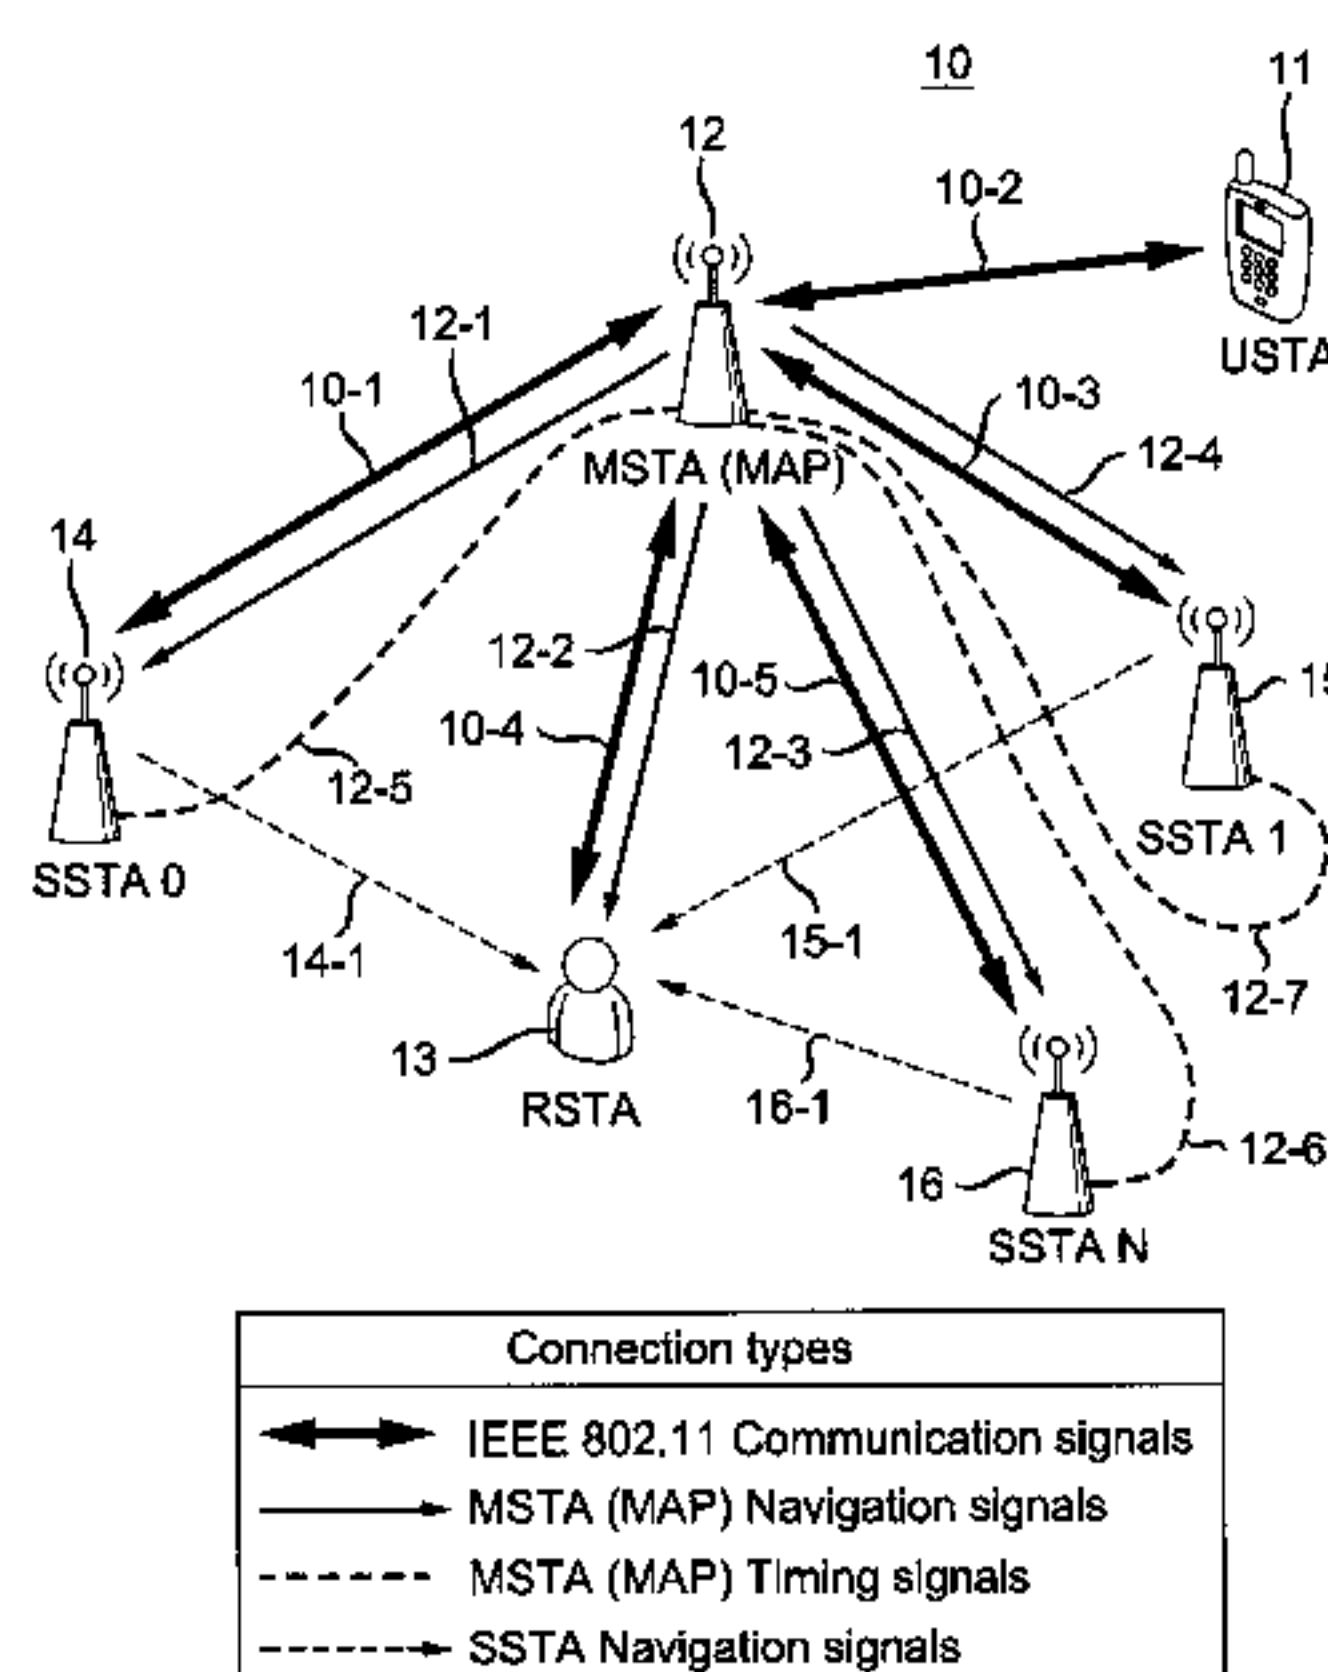 10
11
12
10-2
12-1
USTA
10-1
10-3
12-4
MSTA (MAP)
14
12-2
10-5
15
10-4
12-3
12-5
SSTA 1
SSTA 0
14-1
15-1
12-7
13
RSTA
16-1
12-6
16
SSTA N
Connection types
IEEE 802.11 Communication signals
MSTA (MAP) Navigation signals
MSTA (MAP) Timing signals
SSTA Navigation signals